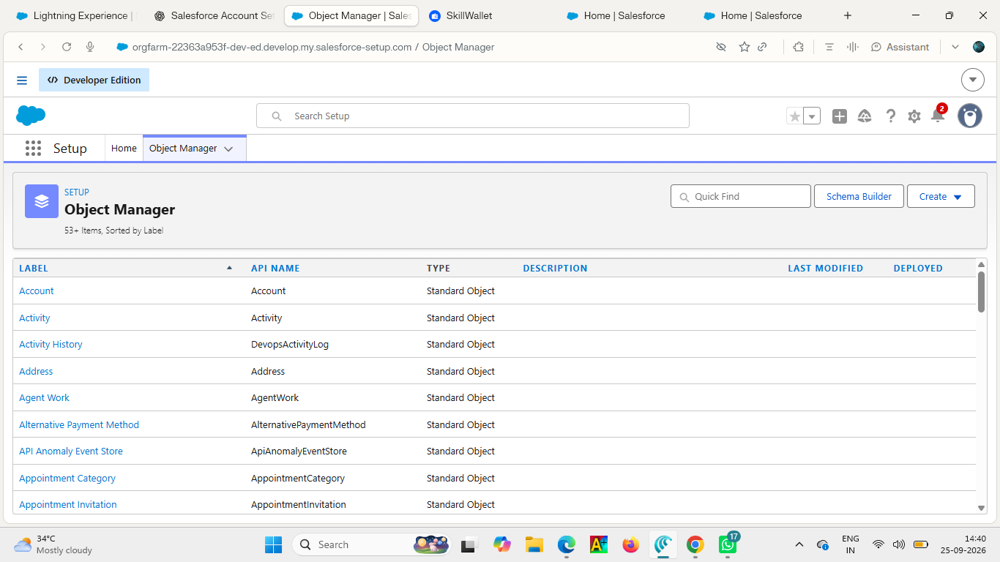 Lightning Experience |
Salesforce Account Set
Object Manager | Sales
SkillWallet
Home | Salesforce
Home | Salesforce
orgfarm-22363a953f-dev-ed.develop.my.salesforce-setup.com / Object Manager
Assistant
Developer Edition
Search Setup
2
Setup
Home
Object Manager
SETUP
Object Manager
53+ Items, Sorted by Label
Quick Find
Schema Builder
Create
LABEL API NAME TYPE DESCRIPTION LAST MODIFIED DEPLOYED
Account Account Standard Object
Activity Activity Standard Object
Activity History DevopsActivityLog Standard Object
Address Address Standard Object
Agent Work AgentWork Standard Object
Alternative Payment Method AlternativePaymentMethod Standard Object
API Anomaly Event Store ApiAnomalyEventStore Standard Object
Appointment Category AppointmentCategory Standard Object
Appointment Invitation AppointmentInvitation Standard Object
34°C
Mostly cloudy
Search
17
ENG
IN
14:40
25-09-2026